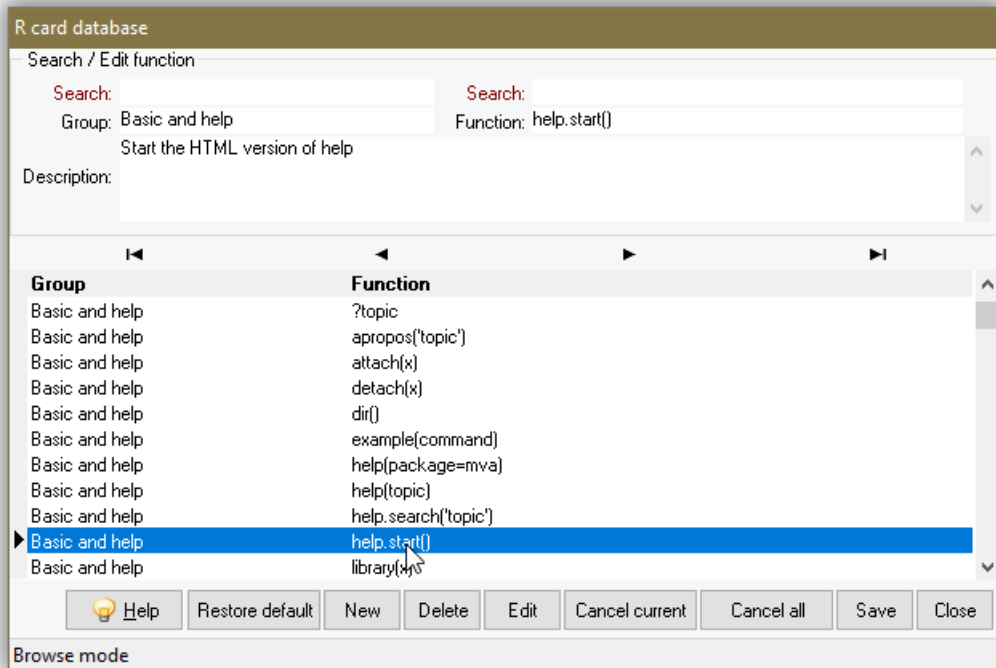 R card database
Search / Edit function
Search: Search:
Group: Basic and help Function: help.start()
Start the HTML version of help
Description:
Group Function
Basic and help ?topic
Basic and help apropos('topic')
Basic and help attach(x)
Basic and help detach(x)
Basic and help dir()
Basic and help example(command)
Basic and help help(package=mva)
Basic and help help(topic)
Basic and help help.search('topic')
Basic and help help.start()
Basic and help library(x)
Help Restore default New Delete Edit Cancel current Cancel all Save Close
Browse mode